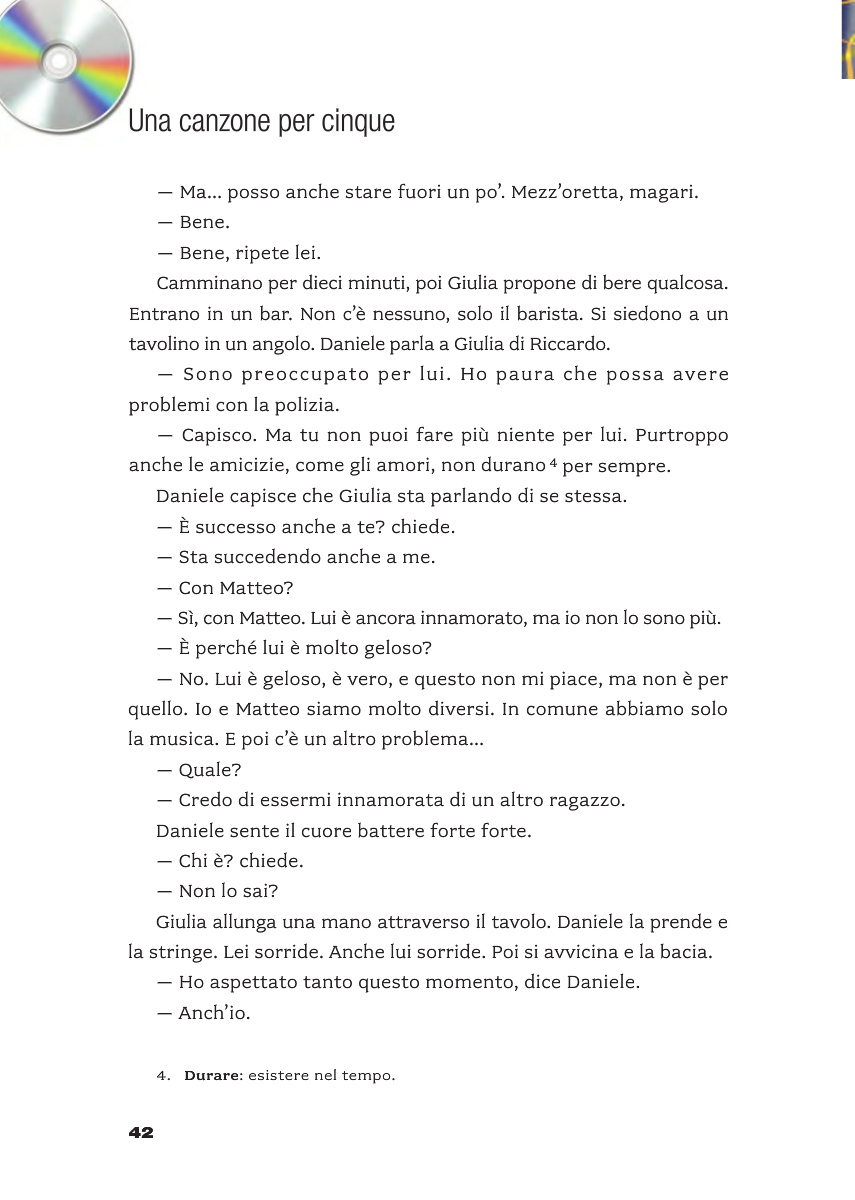 Una canzone per cinque
— Ma... posso anche stare fuori un po’. Mezz’oretta, magari.
— Bene.
— Bene, ripete lei.
Camminano per dieci minuti, poi Giulia propone di bere qualcosa.
Entrano in un bar. Non c’è nessuno, solo il barista. Si siedono a un
tavolino in un angolo. Daniele parla a Giulia di Riccardo.
— Sono preoccupato per lui. Ho paura che possa avere
problemi con la polizia.
— Capisco. Ma tu non puoi fare più niente per lui. Purtroppo
anche le amicizie, come gli amori, non durano 4 per sempre.
Daniele capisce che Giulia sta parlando di se stessa.
— È successo anche a te? chiede.
— Sta succedendo anche a me.
— Con Matteo?
— Sì, con Matteo. Lui è ancora innamorato, ma io non lo sono più.
— È perché lui è molto geloso?
— No. Lui è geloso, è vero, e questo non mi piace, ma non è per
quello. Io e Matteo siamo molto diversi. In comune abbiamo solo
la musica. E poi c’è un altro problema...
— Quale?
— Credo di essermi innamorata di un altro ragazzo.
Daniele sente il cuore battere forte forte.
— Chi è? chiede.
— Non lo sai?
Giulia allunga una mano attraverso il tavolo. Daniele la prende e
la stringe. Lei sorride. Anche lui sorride. Poi si avvicina e la bacia.
— Ho aspettato tanto questo momento, dice Daniele.
— Anch’io.
4. Durare: esistere nel tempo.
42